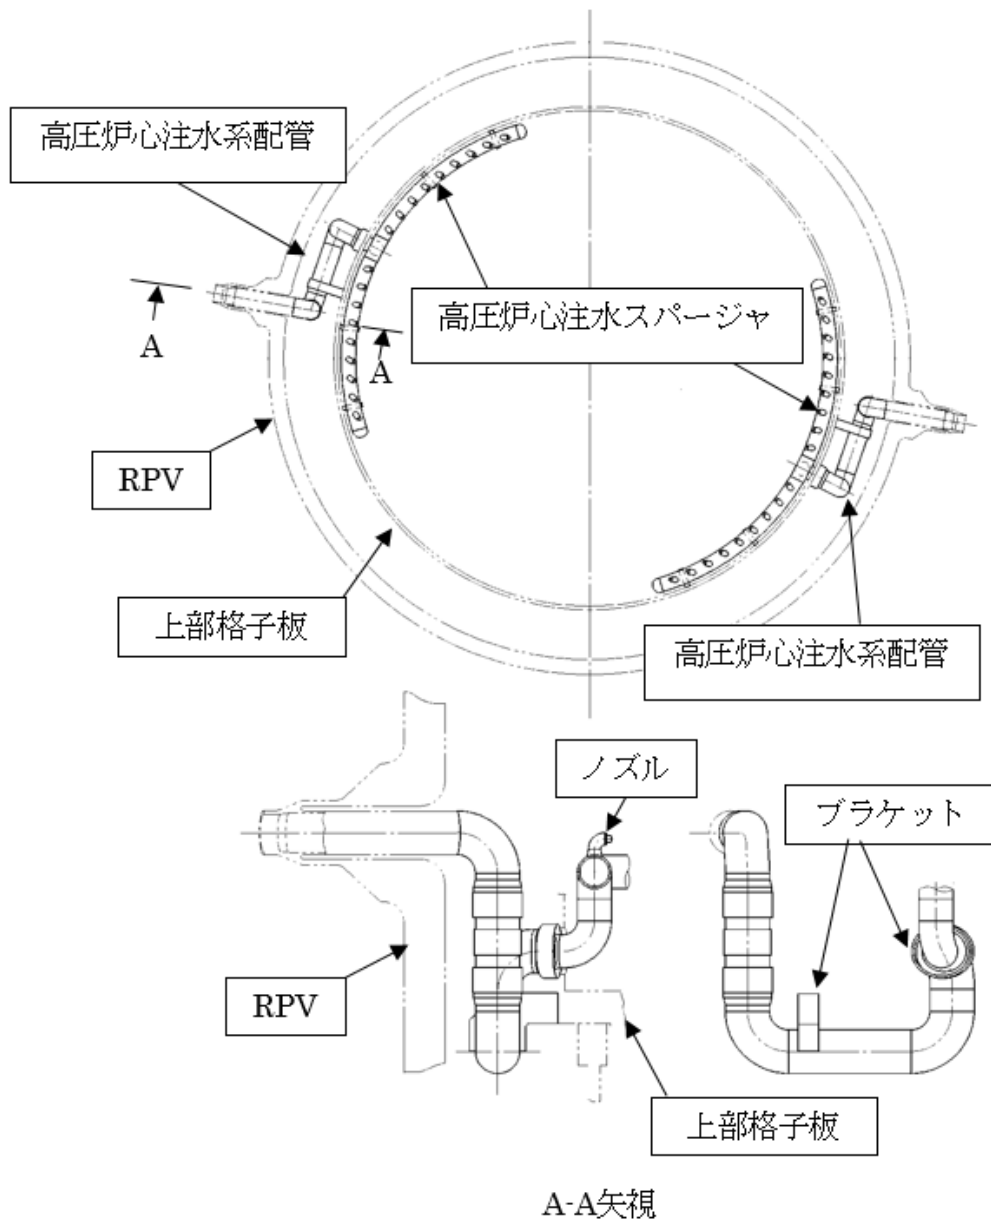 高圧炉心注水系配管
A
高圧炉心注水スパージャ
A
RPV
上部格子板
高圧炉心注水系配管
ノズル
ブラケット
RPV
上部格子板
A-A矢視